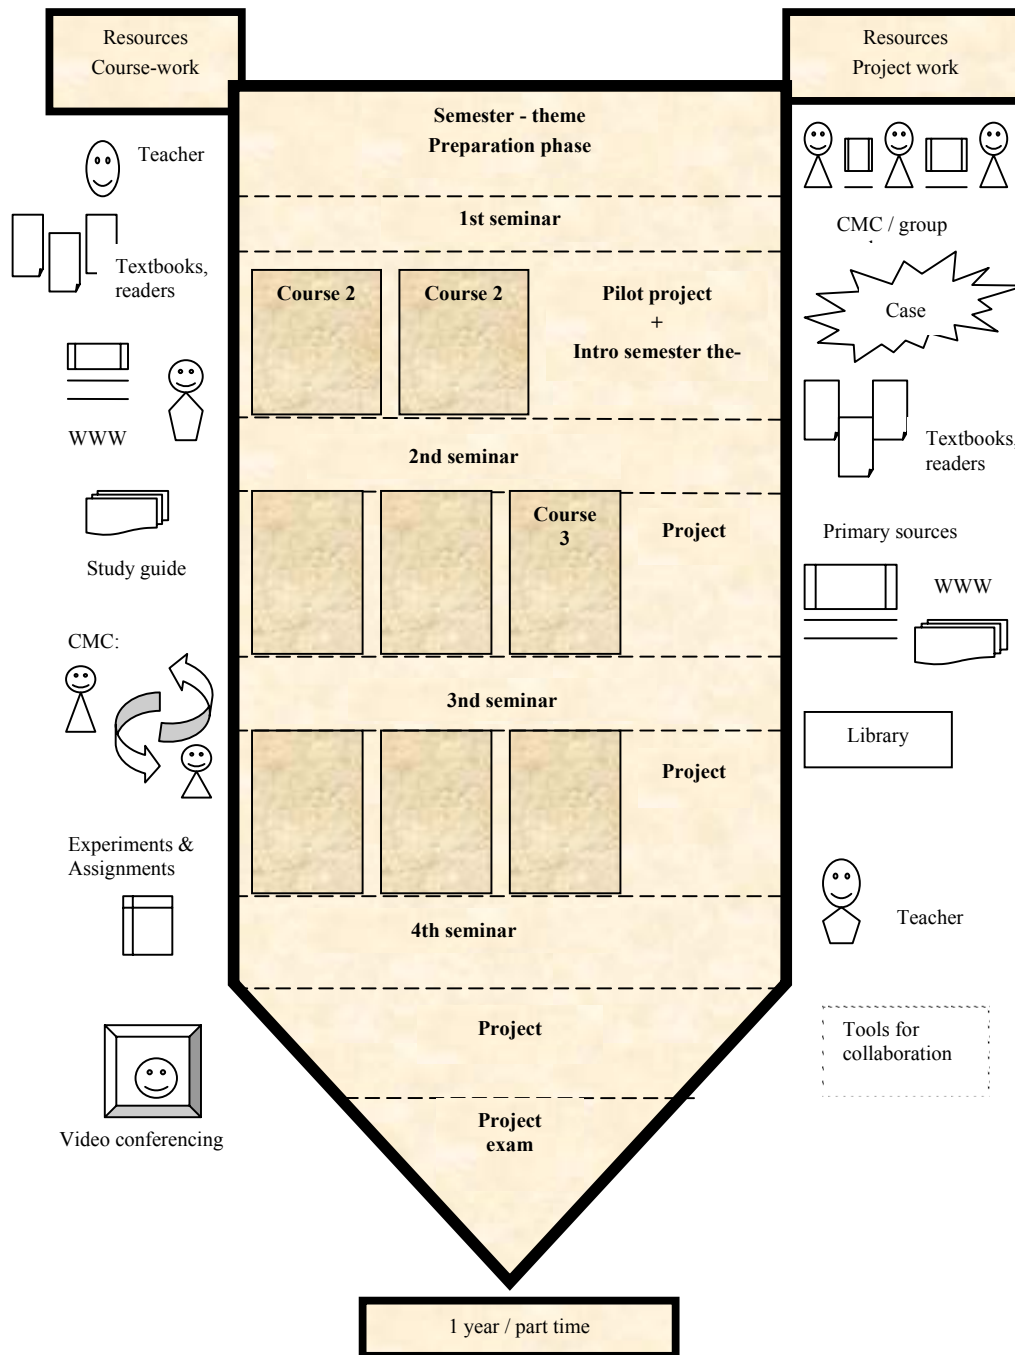 Resources
Course-work
Resources
Project work
Semester - theme
Preparation phase
Teacher
1st seminar
CMC / group
Textbooks,
readers
Course 2
Course 2
Pilot project
+
Intro semester the-
Case
WWW
2nd seminar
Textbooks,
readers
Course
3
Project
Primary sources
Study guide
WWW
CMC:
3nd seminar
Library
Project
Experiments &
Assignments
4th seminar
Teacher
Project
Tools for
collaboration
Video conferencing
Project
exam
1 year / part time